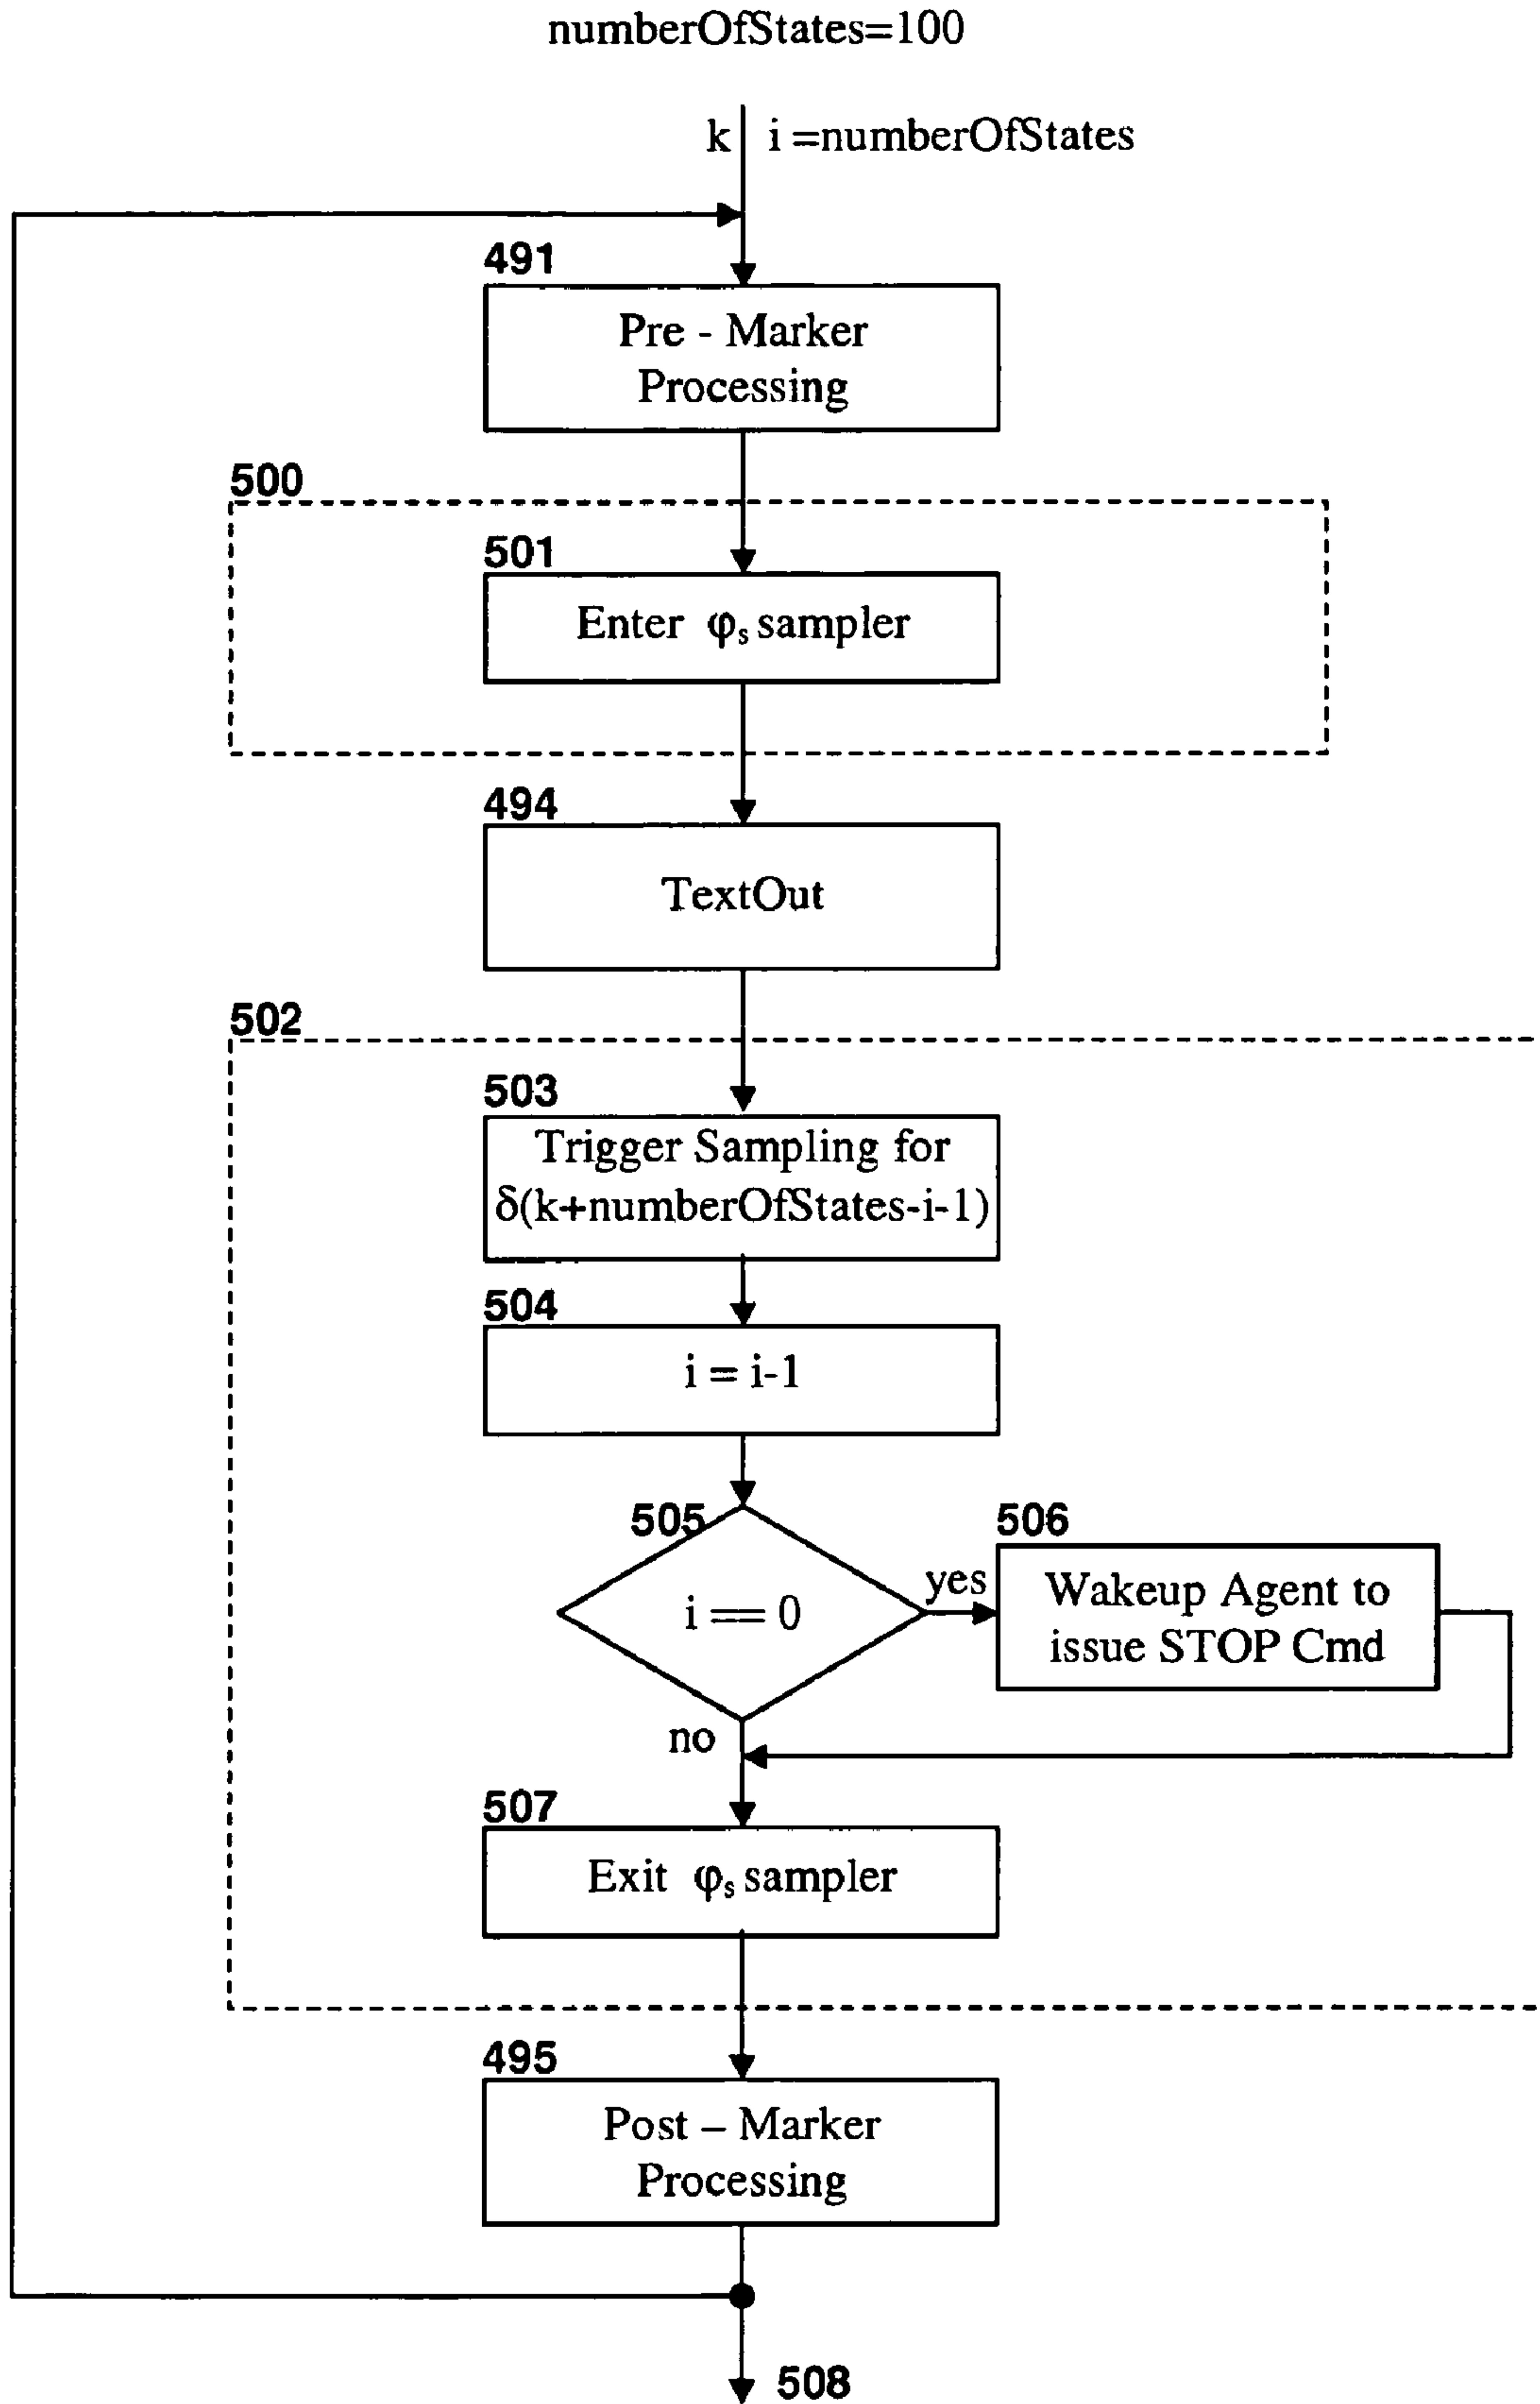 numberOfStates=100
k i =numberOfStates
491
Pre - Marker
Processing
500
501
Enter φs sampler
494
TextOut
502
503
Trigger Sampling for
δ(k+numberOfStates-i-1)
504
i = i-1
505
506
i == 0
yes
Wakeup Agent to
issue STOP Cmd
no
507
Exit φs sampler
495
Post – Marker
Processing
508